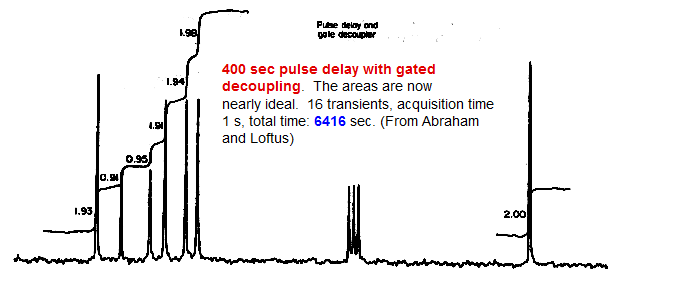 1.98
Pulse delay and
gate decoupler
400 sec pulse delay with gated
decoupling. The areas are now
nearly ideal. 16 transients, acquisition time
1 s, total time: 6416 sec. (From Abraham
and Loftus)
1.94
1.91
0.95
0.91
1.93
2.00